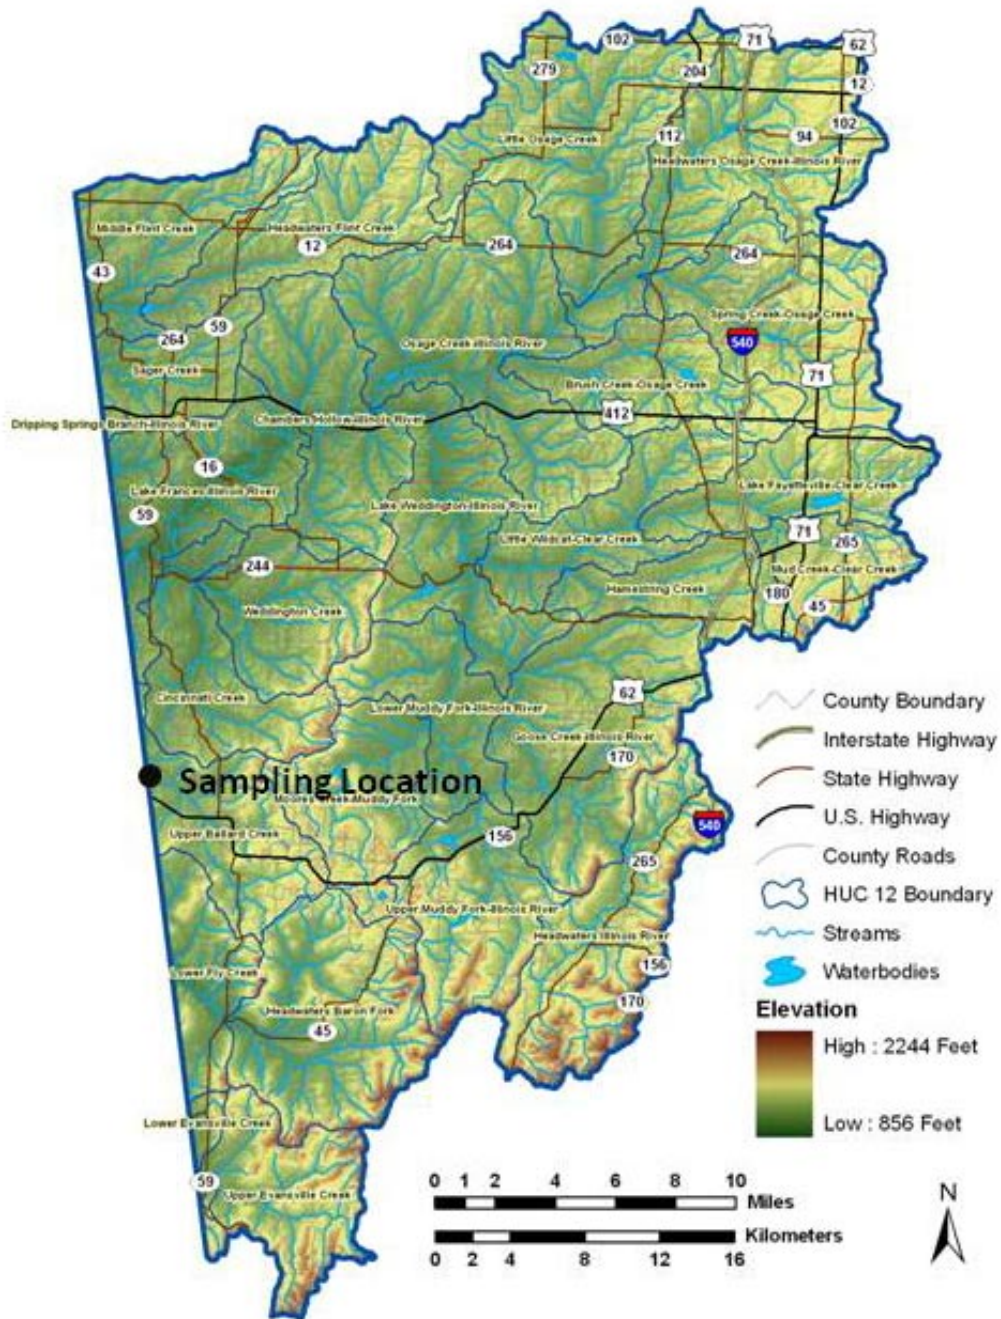 102
71
62
279
204
12
Little Osage Creek
112
102
94
Headwaters Osage Creek-Illinois River
Middle Flint Creek
Headwaters Flint Creek
12
264
264
43
Spring Creek-Osage Creek
59
264
540
Osage Creek-Illinois River
Sager Creek
71
Brush Creek-Osage Creek
412
Dripping Springs Branch-Illinois River
Chambers Hollow-Illinois River
16
Lake Frances-Illinois River
Lake Fayetteville-Clear Creek
59
Lake Weddington-Illinois River
71
265
Little Wildcat-Clear Creek
244
Mud Creek-Clear Creek
Hamestring Creek
180
45
Weddington Creek
Cincinnati Creek
62
Lower Muddy Fork-Illinois River
Goose Creek-Illinois River
170
Sampling Location
Moores Creek-Muddy Fork
540
Upper Ballard Creek
156
265
Upper Muddy Fork-Illinois River
Headwaters Illinois River
156
Lower Fly Creek
170
Headwaters Baron Fork
45
Lower Evansville Creek
59
Upper Evansville Creek
County Boundary
Interstate Highway
State Highway
U.S. Highway
County Roads
HUC 12 Boundary
Streams
Waterbodies
Elevation
High : 2244 Feet
Low : 856 Feet
0 1 2 4 6 8 10
Miles
Kilometers
0 2 4 8 12 16
N